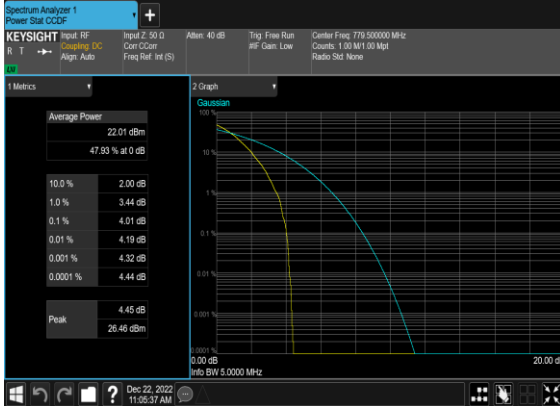 Spectrum Analyzer 1
Power Stat CCDF
KEYSIGHT
R T
LXI
Input: RF
Coupling: DC
Align: Auto
Input Z: 50 Ω
Corr CCorr
Freq Ref: Int (S)
Atten: 40 dB
Trig: Free Run
#IF Gain: Low
Center Freq: 779.500000 MHz
Counts: 1.00 M/1.00 Mpt
Radio Std: None
1 Metrics
Average Power
22.01 dBm
47.93 % at 0 dB
10.0 % 2.00 dB
1.0 % 3.44 dB
0.1 % 4.01 dB
0.01 % 4.19 dB
0.001 % 4.32 dB
0.0001 % 4.44 dB
Peak
4.45 dB
26.46 dBm
2 Graph
Gaussian
100 %
10 %
1 %
0.1 %
0.01 %
0.001 %
0.0001 %
0.00 dB
20.00 d
Info BW 5.0000 MHz
Dec 22, 2022
11:05:37 AM